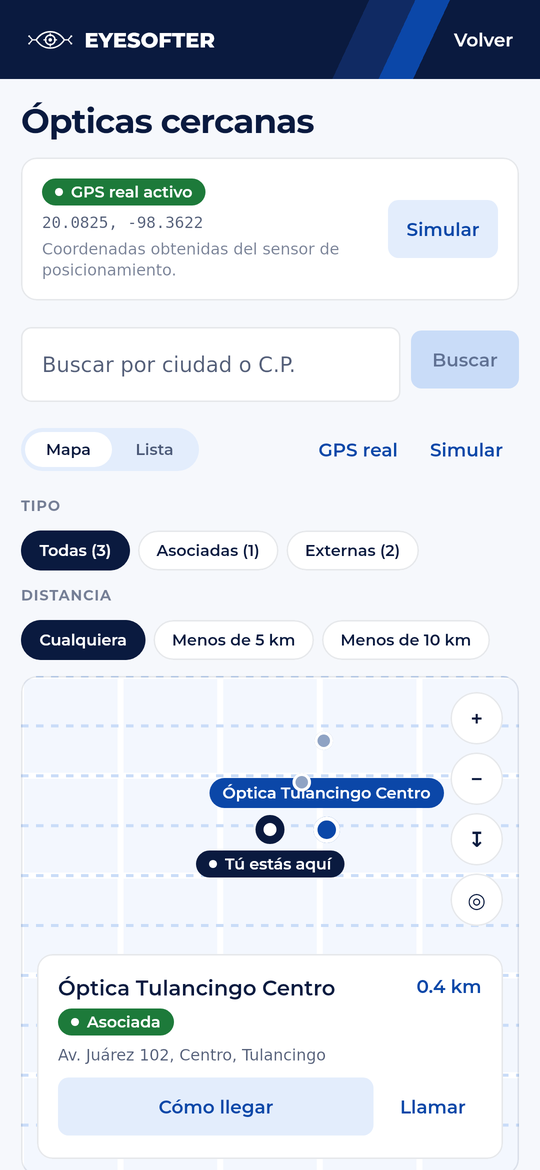 EYESOFTER
Volver
Ópticas cercanas
GPS real activo
20.0825, -98.3622
Coordenadas obtenidas del sensor de
posicionamiento.
Simular
Buscar por ciudad o C.P.
Buscar
Mapa
Lista
GPS real
Simular
TIPO
Todas (3)
Asociadas (1)
Externas (2)
DISTANCIA
Cualquiera
Menos de 5 km
Menos de 10 km
+
−
Óptica Tulancingo Centro
Tú estás aquí
Óptica Tulancingo Centro
0.4 km
Asociada
Av. Juárez 102, Centro, Tulancingo
Cómo llegar
Llamar